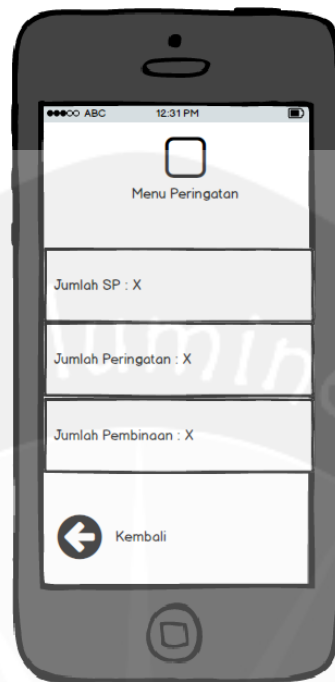 ABC 12:31 PM
Menu Peringatan
Jumlah SP : X
Jumlah Peringatan : X
Jumlah Pembinaan : X
Kembali